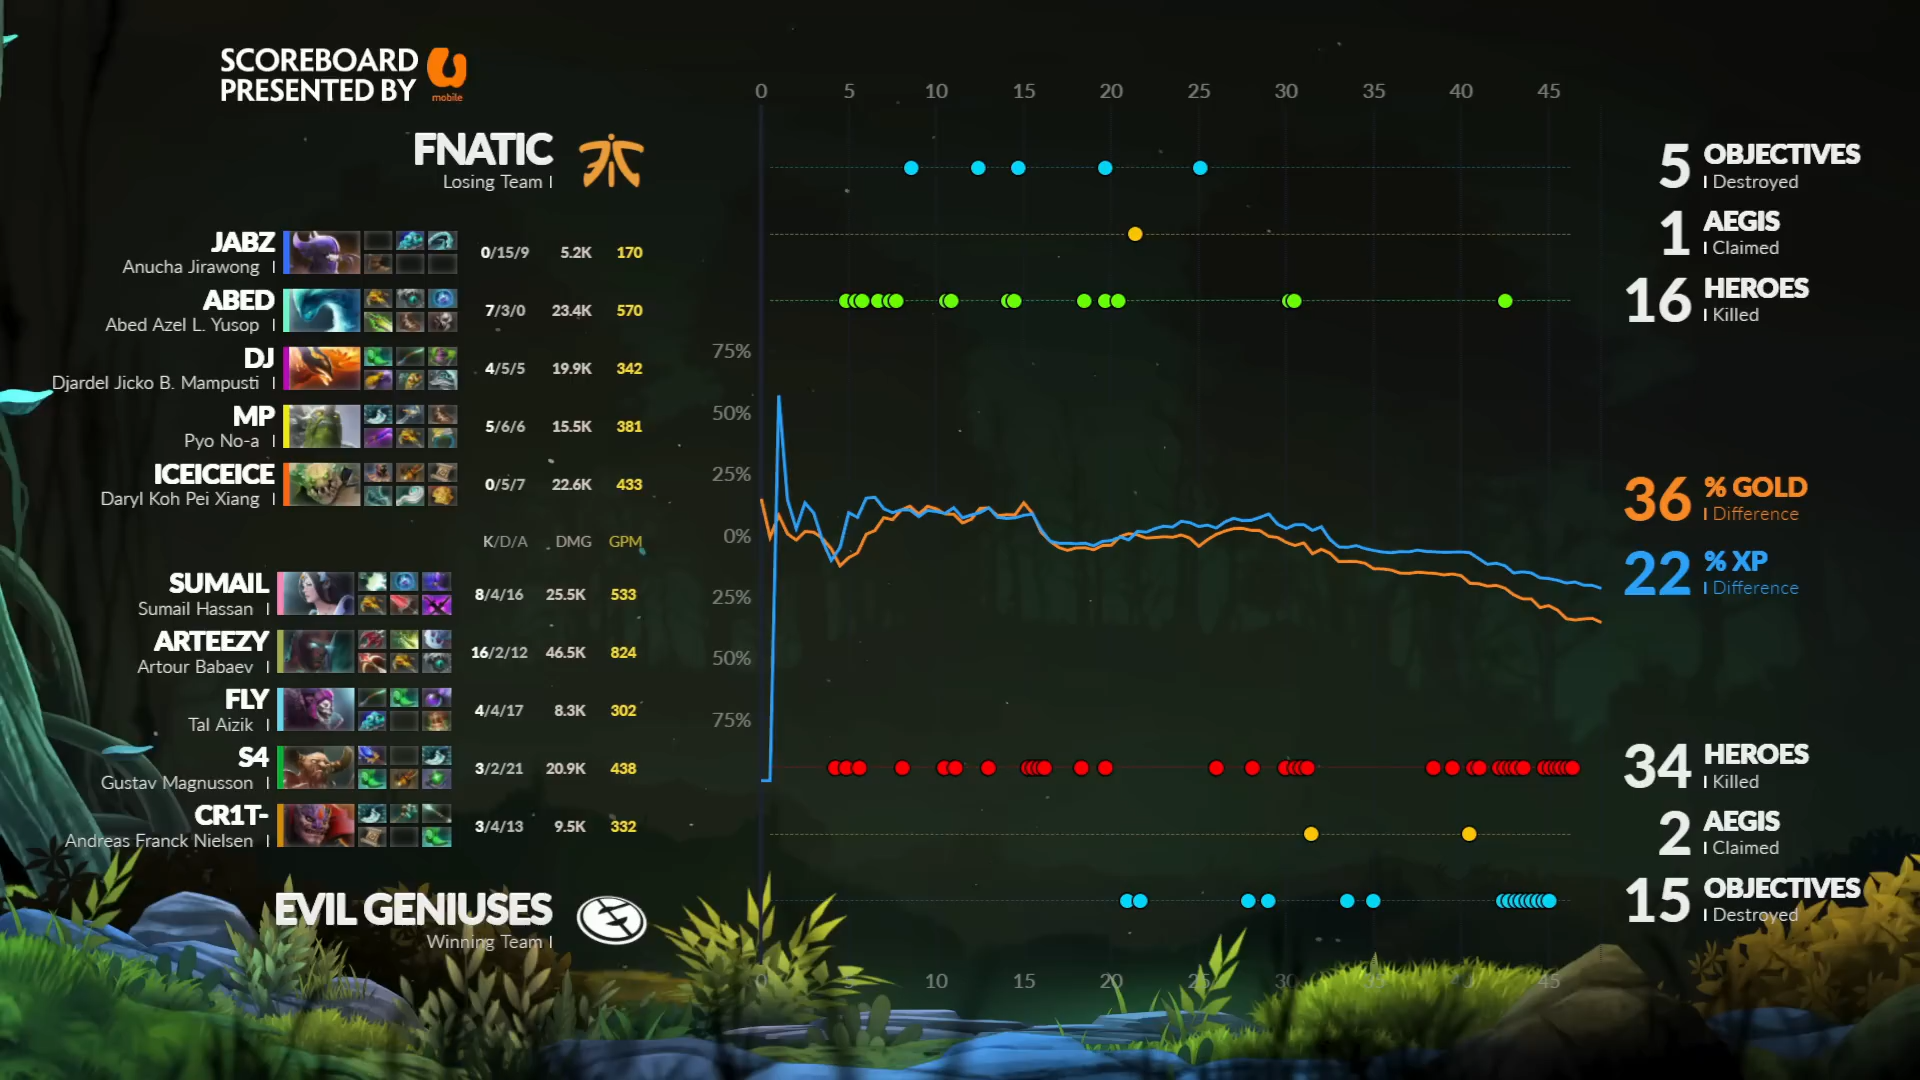 SCOREBOARD
PRESENTED BY
mobile
0 5 10 15 20 25 30 35 40 45
FNATIC
Losing Team
5 OBJECTIVES
Destroyed
1 AEGIS
Claimed
16 HEROES
Killed
JABZ
Anucha Jirawong
0/15/9 5.2K 170
ABED
Abed Azel L. Yusop
7/3/0 23.4K 570
DJ
Djardel Jicko B. Mampusti
4/5/5 19.9K 342
MP
Pyo No-a
5/6/6 15.5K 381
ICEICEICE
Daryl Koh Pei Xiang
0/5/7 22.6K 433
K/D/A DMG GPM
75%
50%
25%
0%
25%
50%
75%
36 % GOLD
Difference
22 % XP
Difference
SUMAIL
Sumail Hassan
8/4/16 25.5K 533
ARTEEZY
Artour Babaev
16/2/12 46.5K 824
FLY
Tal Aizik
4/4/17 8.3K 302
S4
Gustav Magnusson
3/2/21 20.9K 438
CR1T-
Andreas Franck Nielsen
3/4/13 9.5K 332
34 HEROES
Killed
2 AEGIS
Claimed
15 OBJECTIVES
Destroyed
EVIL GENIUSES
Winning Team
0 5 10 15 20 25 30 35 40 45